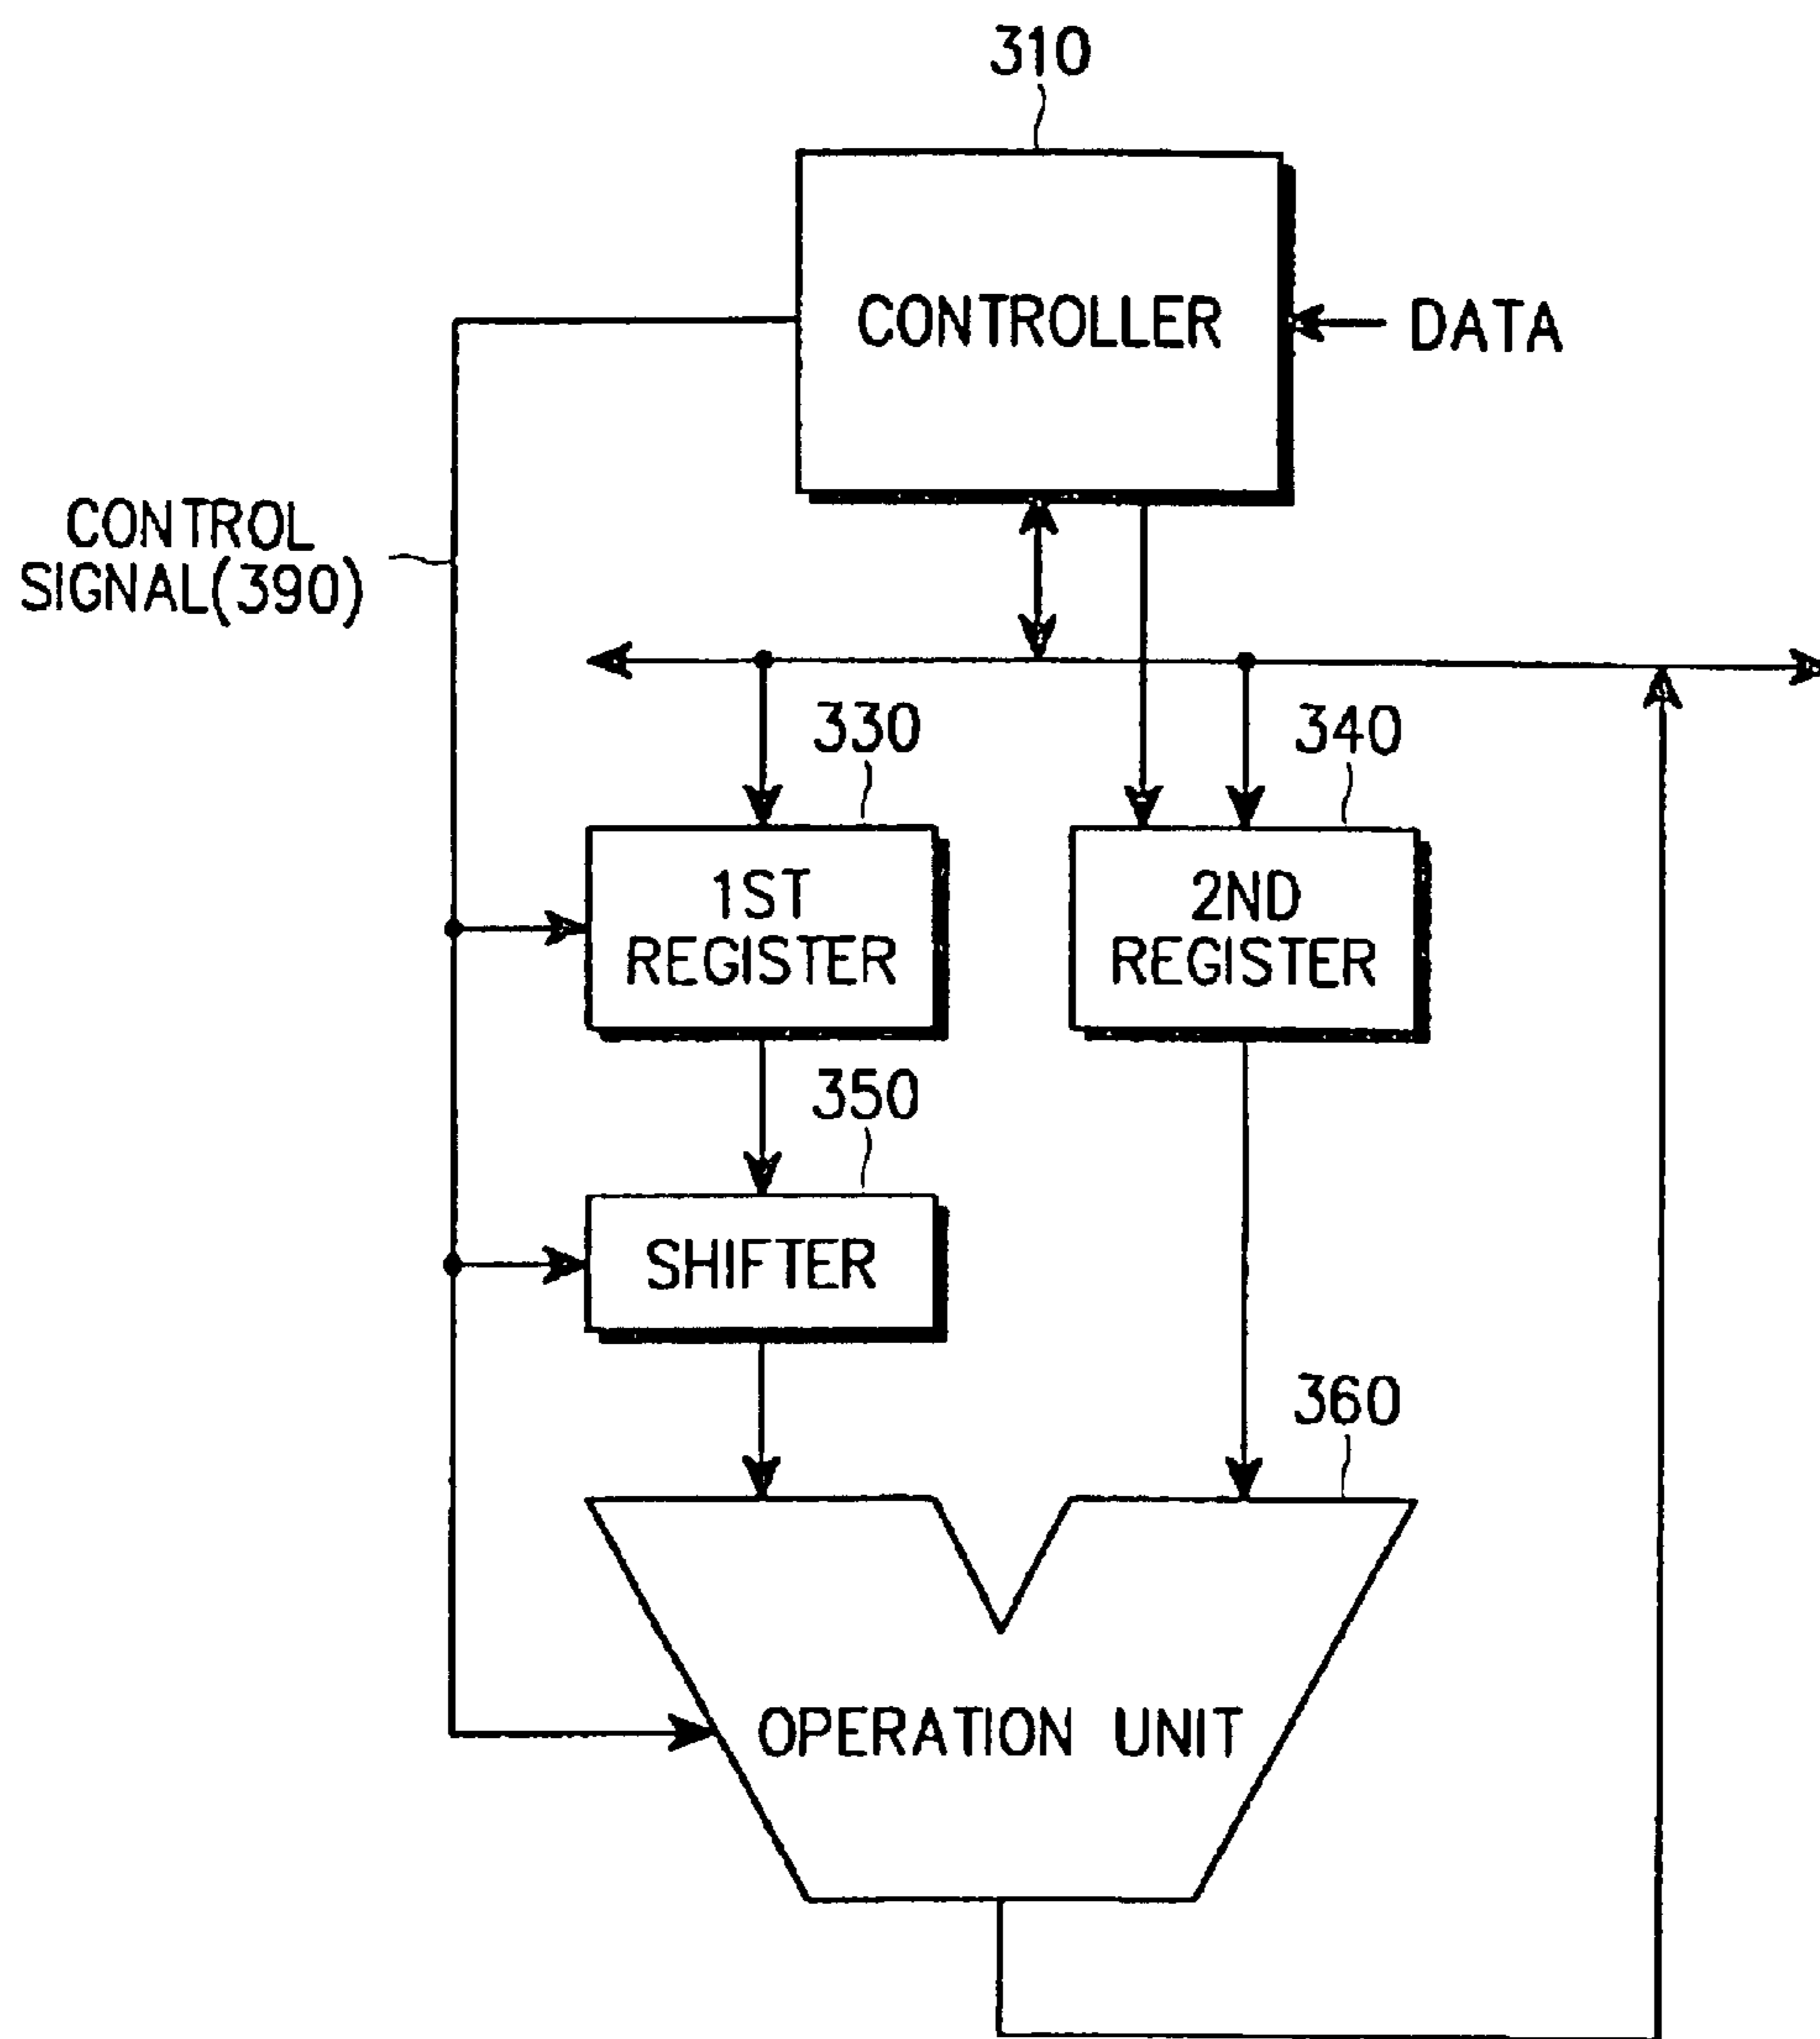 310
CONTROLLER
DATA
CONTROL
SIGNAL(390)
330
340
1ST
REGISTER
2ND
REGISTER
350
SHIFTER
360
OPERATION UNIT